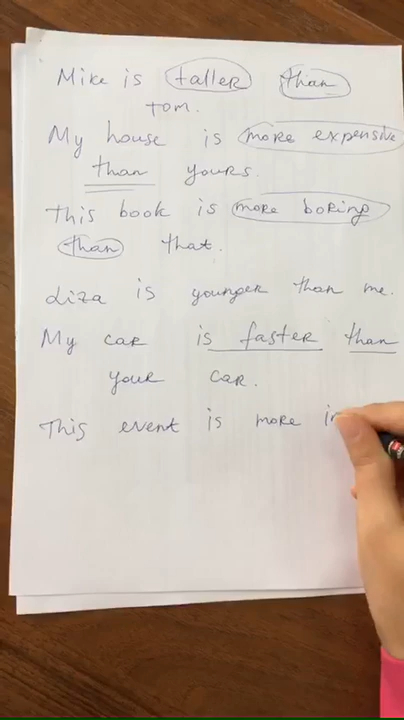 Mike is taller than
Tom.
My house is more expensive
than yours.
This book is more boring
than that.
Liza is younger than me.
My car is faster than
your car.
This event is more in